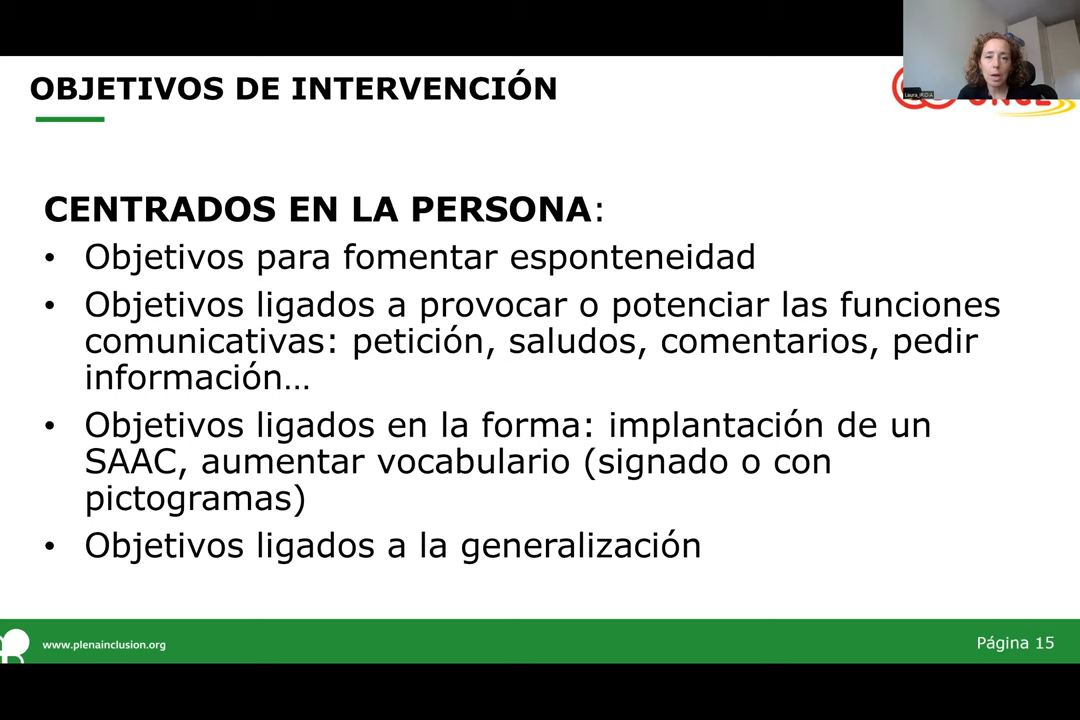 OBJETIVOS DE INTERVENCIÓN
CENTRADOS EN LA PERSONA:
• Objetivos para fomentar esponteneidad
• Objetivos ligados a provocar o potenciar las funciones
comunicativas: petición, saludos, comentarios, pedir
información...
• Objetivos ligados en la forma: implantación de un
SAAC, aumentar vocabulario (signado o con
pictogramas)
• Objetivos ligados a la generalización
www.plenainclusion.org
Página 15